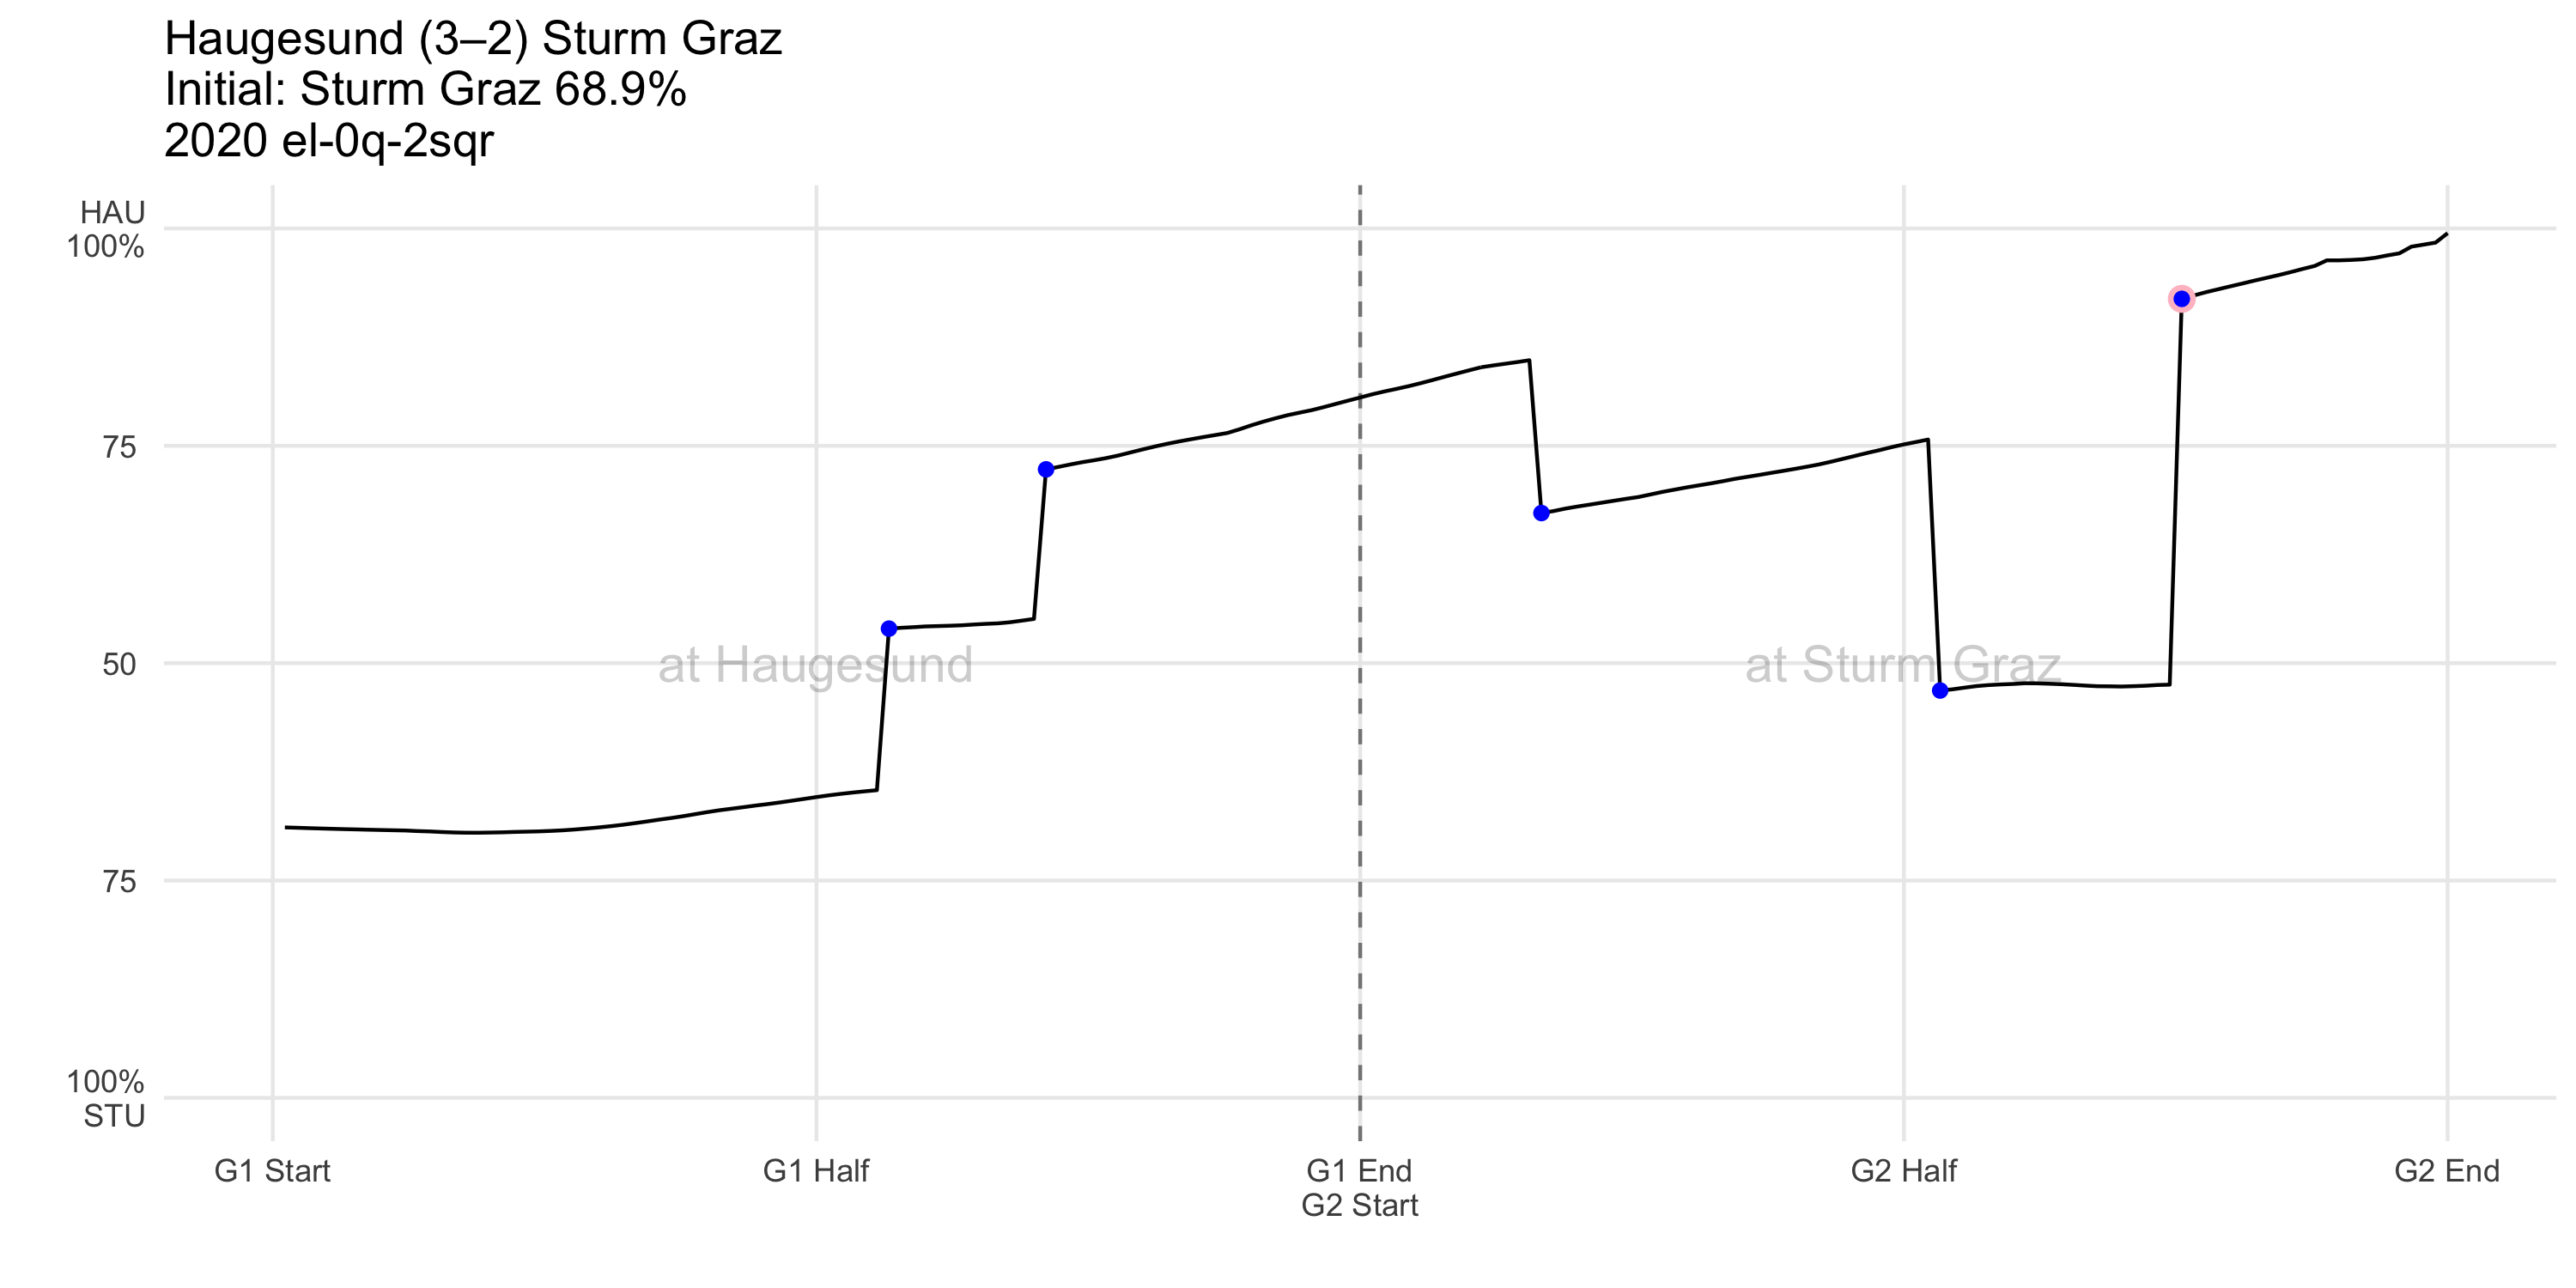 Haugesund (3–2) Sturm Graz
Initial: Sturm Graz 68.9%
2020 el-0q-2sqr
HAU
100%
75
50
75
100%
STU
at Haugesund
at Sturm Graz
G1 Start
G1 Half
G1 End
G2 Start
G2 Half
G2 End